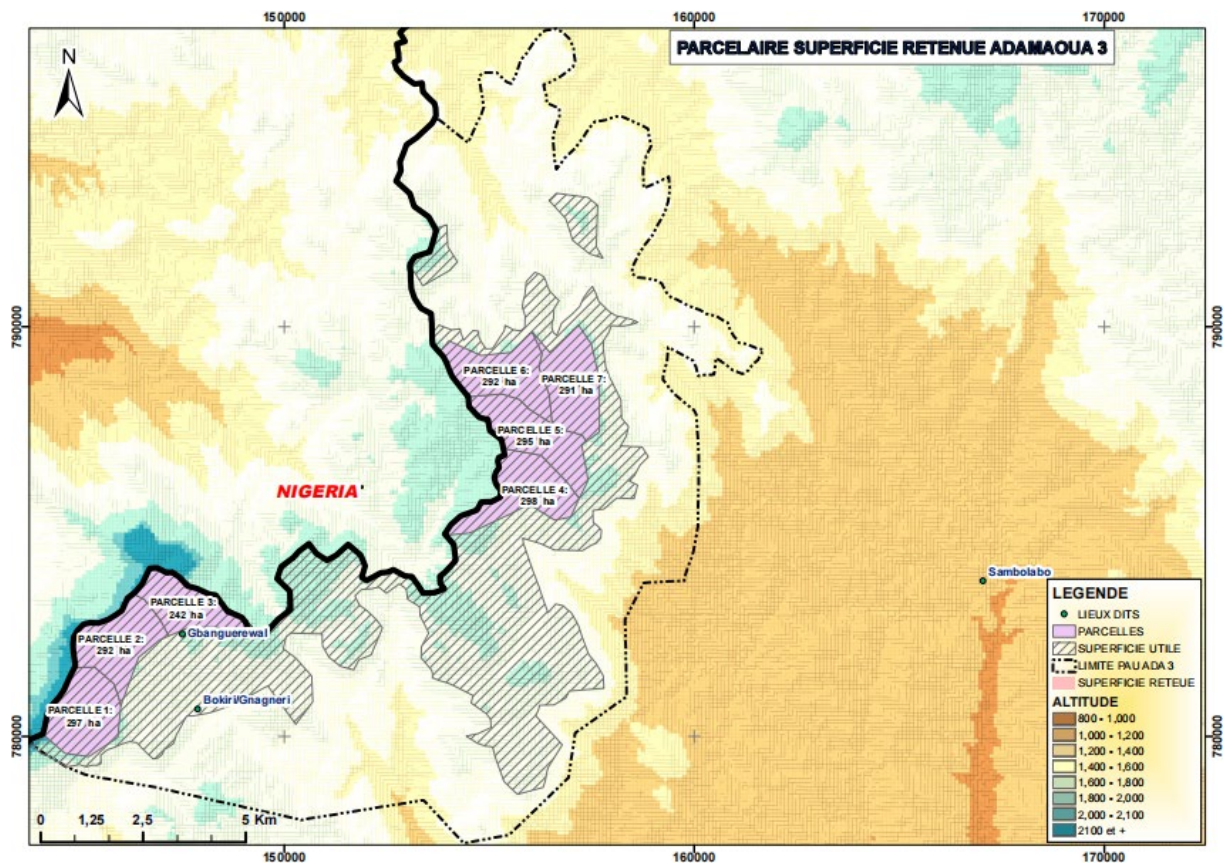 150000
160000
170000
PARCELAIRE SUPERFICIE RETENUE ADAMAOUA 3
N
790000
790000
PARCELLE 6:
292 ha
PARCELLE 7:
291 ha
PARCELLE 5:
295 ha
PARCELLE 4:
298 ha
NIGERIA'
Sambolabo
PARCELLE 3:
242 ha
Gbanguerewal
PARCELLE 2:
292 ha
Bokiri/Gnagneri
PARCELLE 1:
297 ha
780000
780000
LEGENDE
LIEUX DITS
PARCELLES
SUPERFICIE UTILE
LIMITE PAU ADA 3
SUPERFICIE RETEUE
ALTITUDE
800 - 1,000
1,000 - 1,200
1,200 - 1,400
1,400 - 1,600
1,600 - 1,800
1,800 - 2,000
2,000 - 2,100
2100 et +
0 1,25 2,5 5 Km
150000
160000
170000